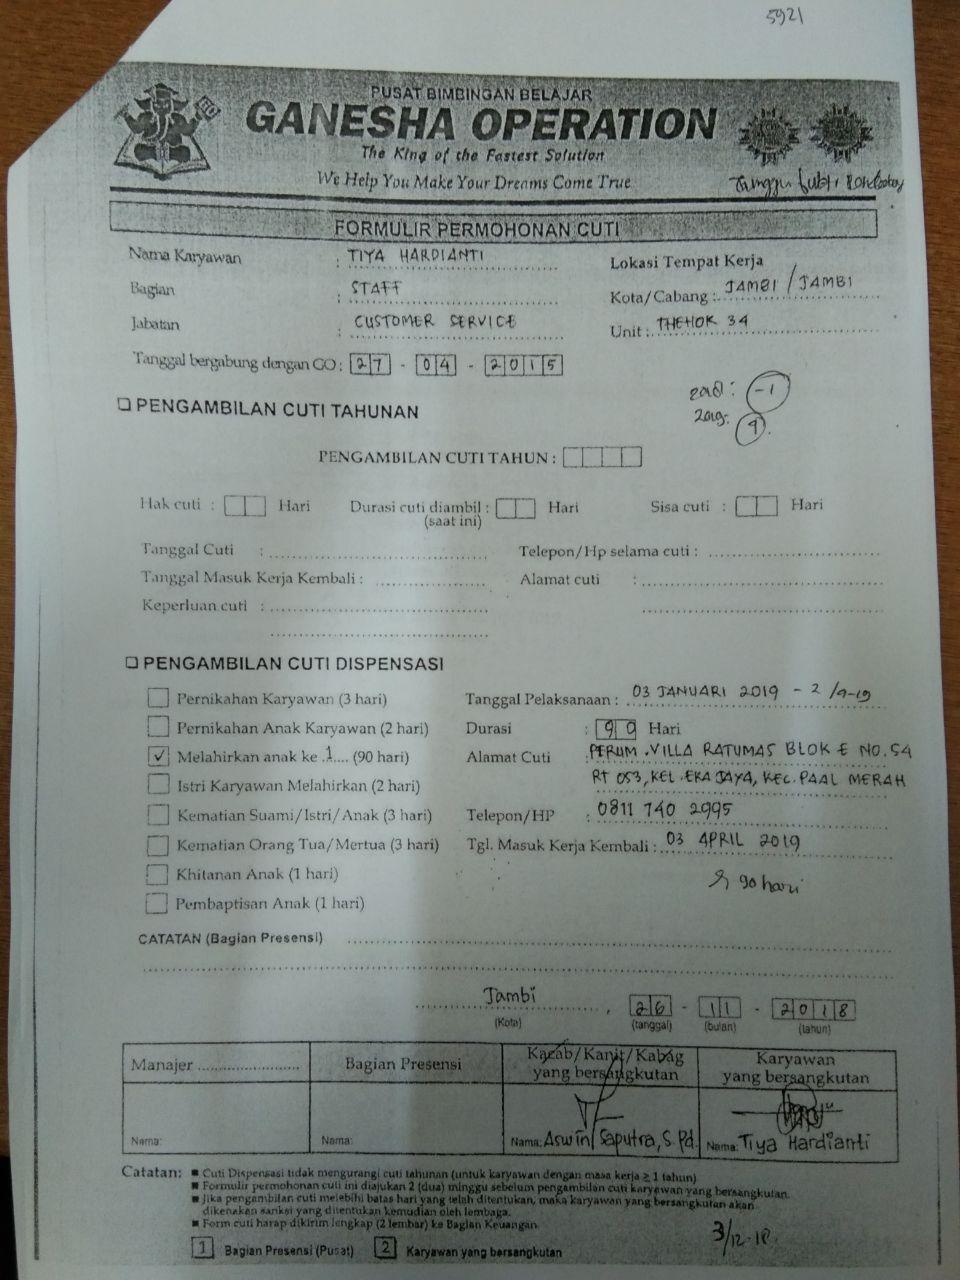 5921
PUSAT BIMBINGAN BELAJAR
GANESHA OPERATION
The King of the Fastest Solution
We Help You Make Your Dreams Come True
Tunggu bukti
FORMULIR PERMOHONAN CUTI
Nama Karyawan : TIYA HARDIANTI
Lokasi Tempat Kerja
Bagian : STAFF
Kota/Cabang : JAMBI / JAMBI
Jabatan : CUSTOMER SERVICE
Unit : THEHOK 34
Tanggal bergabung dengan GO : 27 - 04 - 2015
2018 : -1
2019. 9
❑ PENGAMBILAN CUTI TAHUNAN
PENGAMBILAN CUTI TAHUN :
Hak cuti : Hari Durasi cuti diambil : Hari Sisa cuti : Hari
(saat ini)
Tanggal Cuti : Telepon/Hp selama cuti :
Tanggal Masuk Kerja Kembali : Alamat cuti :
Keperluan cuti :
❑ PENGAMBILAN CUTI DISPENSASI
Pernikahan Karyawan (3 hari) Tanggal Pelaksanaan : 03 JANUARI 2019 - 2/4-19
Pernikahan Anak Karyawan (2 hari) Durasi : 90 Hari
✓ Melahirkan anak ke .1.... (90 hari) Alamat Cuti : PERUM. VILLA RATUMAS BLOK E NO. 54
Istri Karyawan Melahirkan (2 hari) RT 053, KEL. EKA JAYA, KEC. PAAL MERAH
Kematian Suami/Istri/Anak (3 hari) Telepon/HP : 0811 740 2995
Kematian Orang Tua/Mertua (3 hari) Tgl. Masuk Kerja Kembali : 03 APRIL 2019
Khitanan Anak (1 hari) 90 hari
Pembaptisan Anak (1 hari)
CATATAN (Bagian Presensi)
Jambi, 26 - 11 - 2018
(Kota) (tanggal) (bulan) (tahun)
Manajer ........................ Bagian Presensi Kacab/Kanit/Kabag Karyawan
yang bersangkutan yang bersangkutan
Nama: Nama: Nama: Aswin Saputra, S.Pd. Nama: Tiya Hardianti
Catatan: ■ Cuti Dispensasi tidak mengurangi cuti tahunan (untuk karyawan dengan masa kerja ≥ 1 tahun)
■ Formulir permohonan cuti ini diajukan 2 (dua) minggu sebelum pengambilan cuti karyawan yang bersangkutan.
■ Jika pengambilan cuti melebihi batas hari yang telah ditentukan, maka karyawan yang bersangkutan akan
dikenakan sanksi yang ditentukan kemudian oleh lembaga.
■ Form cuti harap dikirim lengkap (2 lembar) ke Bagian Keuangan
3/12-18
1 Bagian Presensi (Pusat) 2 Karyawan yang bersangkutan